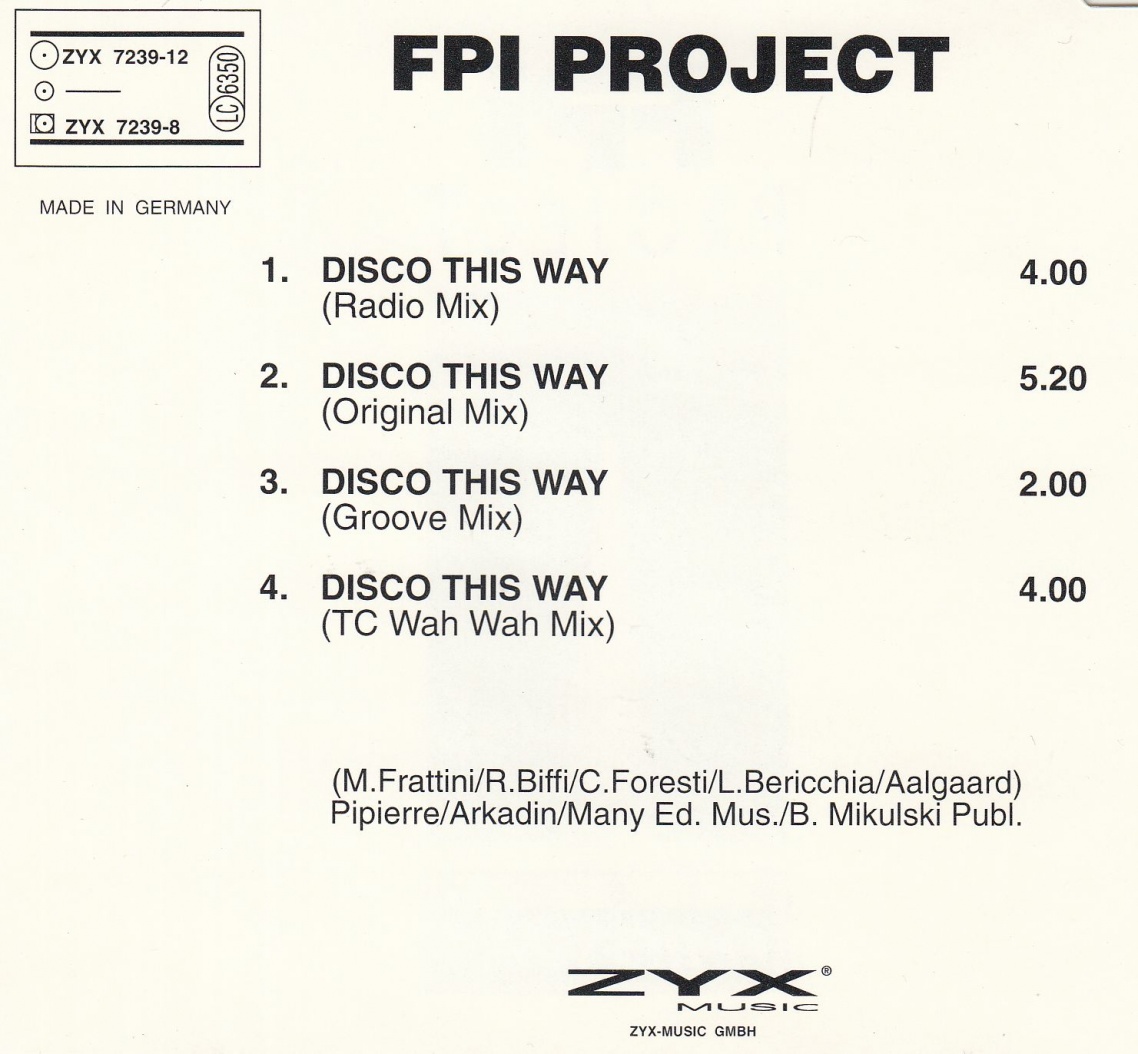 ZYX 7239-12
ZYX 7239-8
LC 6350
FPI PROJECT
MADE IN GERMANY
1. DISCO THIS WAY 4.00
(Radio Mix)
2. DISCO THIS WAY 5.20
(Original Mix)
3. DISCO THIS WAY 2.00
(Groove Mix)
4. DISCO THIS WAY 4.00
(TC Wah Wah Mix)
(M.Frattini/R.Biffi/C.Foresti/L.Bericchia/Aalgaard)
Pipierre/Arkadin/Many Ed. Mus./B. Mikulski Publ.
ZYX®
MUSIC
ZYX-MUSIC GMBH